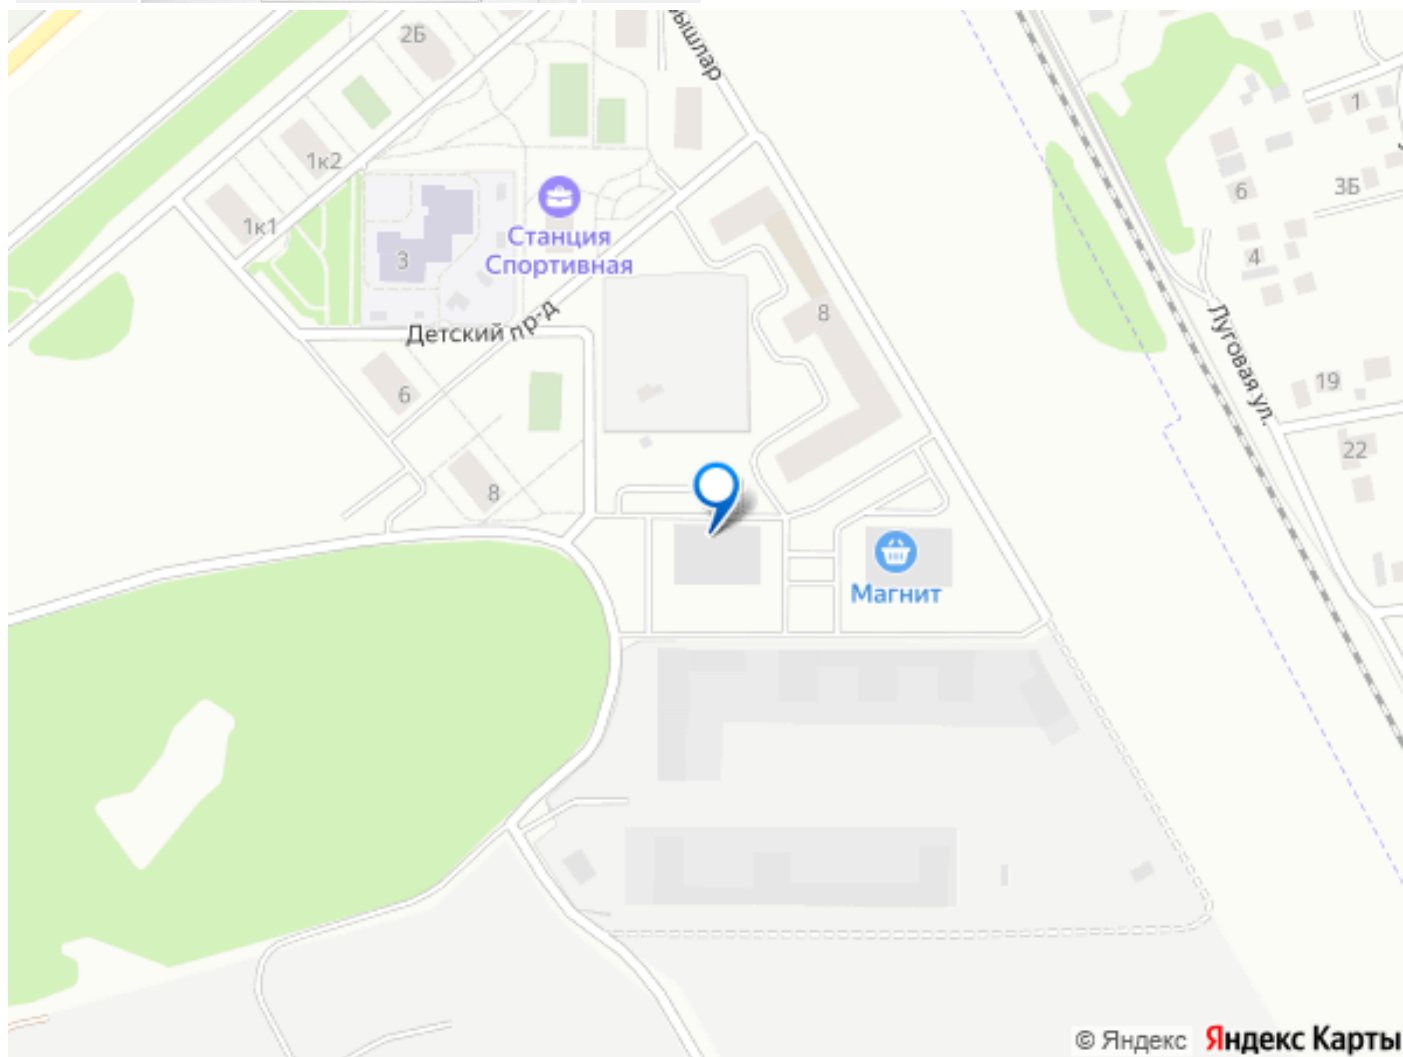 2Б
1к2
1к1
3
Станция
Спортивная
Детский пр-д
6
8
8
Магнит
1
6
3Б
4
Луговая ул.
19
22
© Яндекс Яндекс Карты